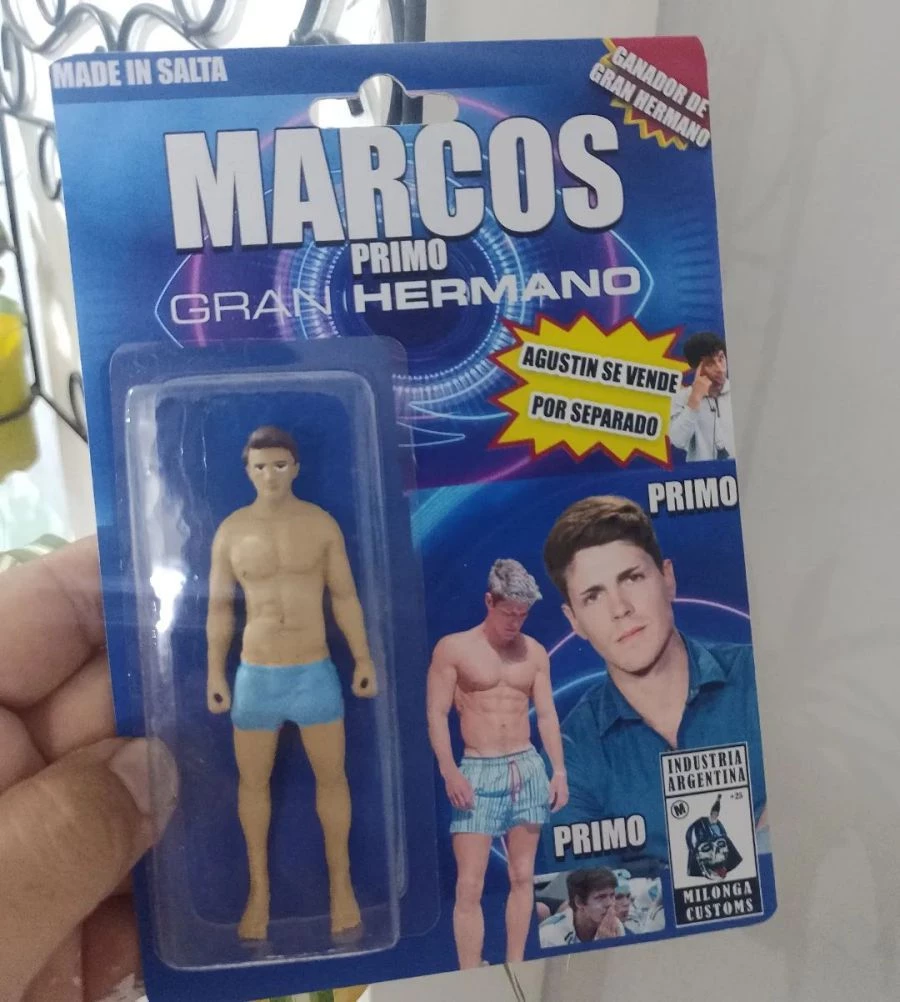 MADE IN SALTA
GANADOR DE
GRAN HERMANO
MARCOS
PRIMO
GRAN HERMANO
AGUSTIN SE VENDE
POR SEPARADO
PRIMO
PRIMO
INDUSTRIA
ARGENTINA
M
+25
MILONGA
CUSTOMS